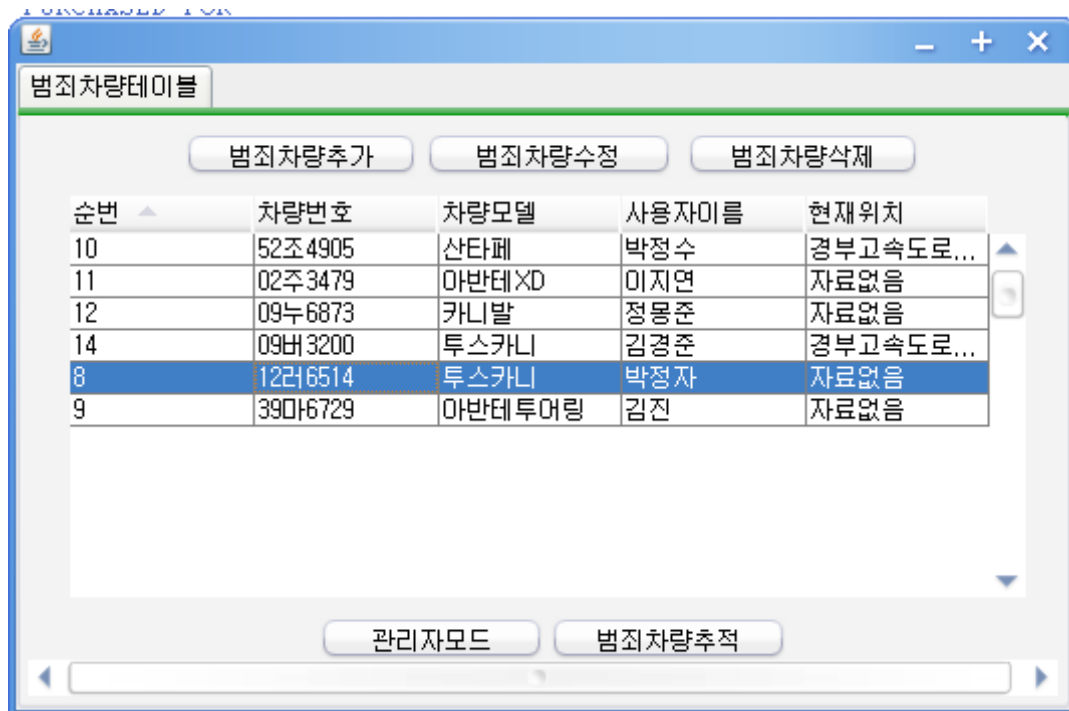 PURCHASED FOR
범죄차량테이블
범죄차량추가 범죄차량수정 범죄차량삭제
순번 차량번호 차량모델 사용자이름 현재위치
10 52조4905 산타페 박정수 경부고속도로...
11 02주3479 아반테XD 이지연 자료없음
12 09누6873 카니발 정몽준 자료없음
14 09버3200 투스카니 김경준 경부고속도로...
8 12러6514 투스카니 박정자 자료없음
9 39마6729 아반테투어링 김진 자료없음
관리자모드 범죄차량추적